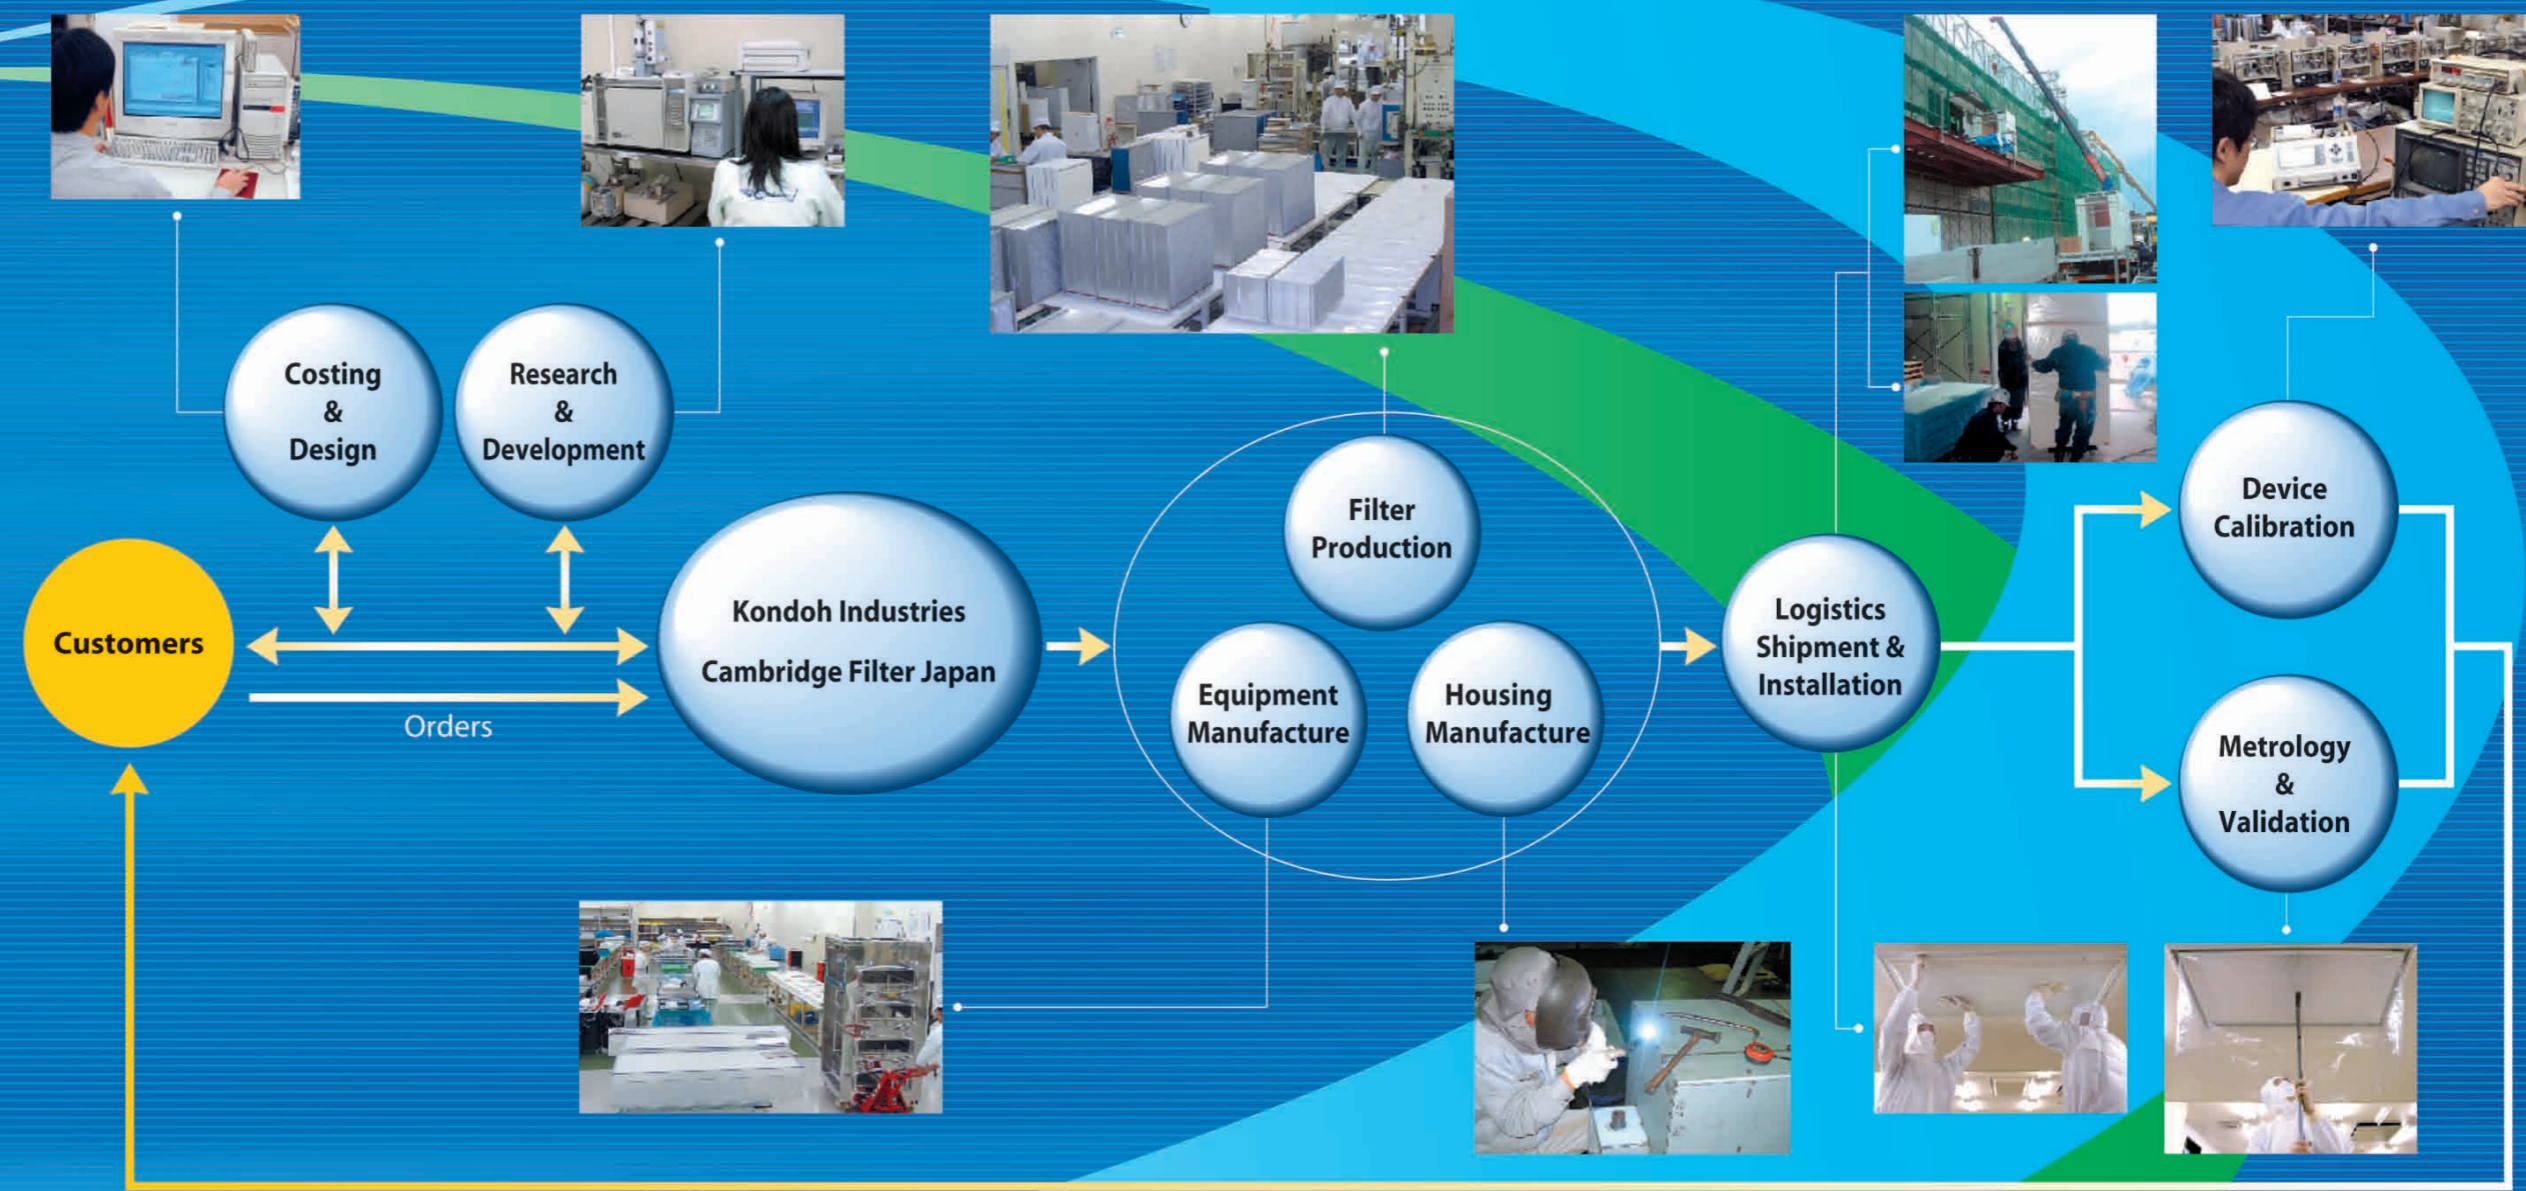 Costing
&
Design
Research
&
Development
Customers
Orders
Kondoh Industries
Cambridge Filter Japan
Filter
Production
Equipment
Manufacture
Housing
Manufacture
Logistics
Shipment &
Installation
Device
Calibration
Metrology
&
Validation